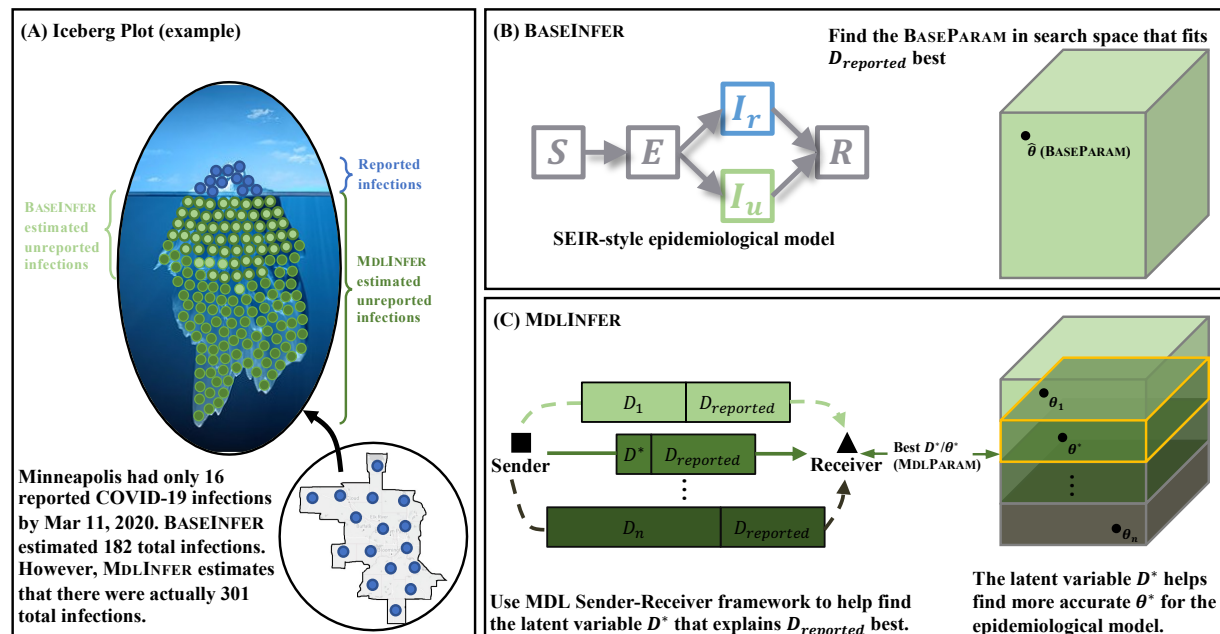 (A) Iceberg Plot (example)
Reported
infections
BASEINFER
estimated
unreported
infections
MDLINFER
estimated
unreported
infections
Minneapolis had only 16
reported COVID-19 infections
by Mar 11, 2020. BASEINFER
estimated 182 total infections.
However, MDLINFER estimates
that there were actually 301
total infections.
(B) BASEINFER
Find the BASEPARAM in search space that fits
D_reported best
S
E
I_r
I_u
R
SEIR-style epidemiological model
θ̂ (BASEPARAM)
(C) MDLINFER
D_1 D_reported
Sender
D* D_reported
Receiver
Best D*/θ*
(MDLPARAM)
⋮
D_n D_reported
θ_1
θ*
⋮
θ_n
Use MDL Sender-Receiver framework to help find
the latent variable D* that explains D_reported best.
The latent variable D* helps
find more accurate θ* for the
epidemiological model.